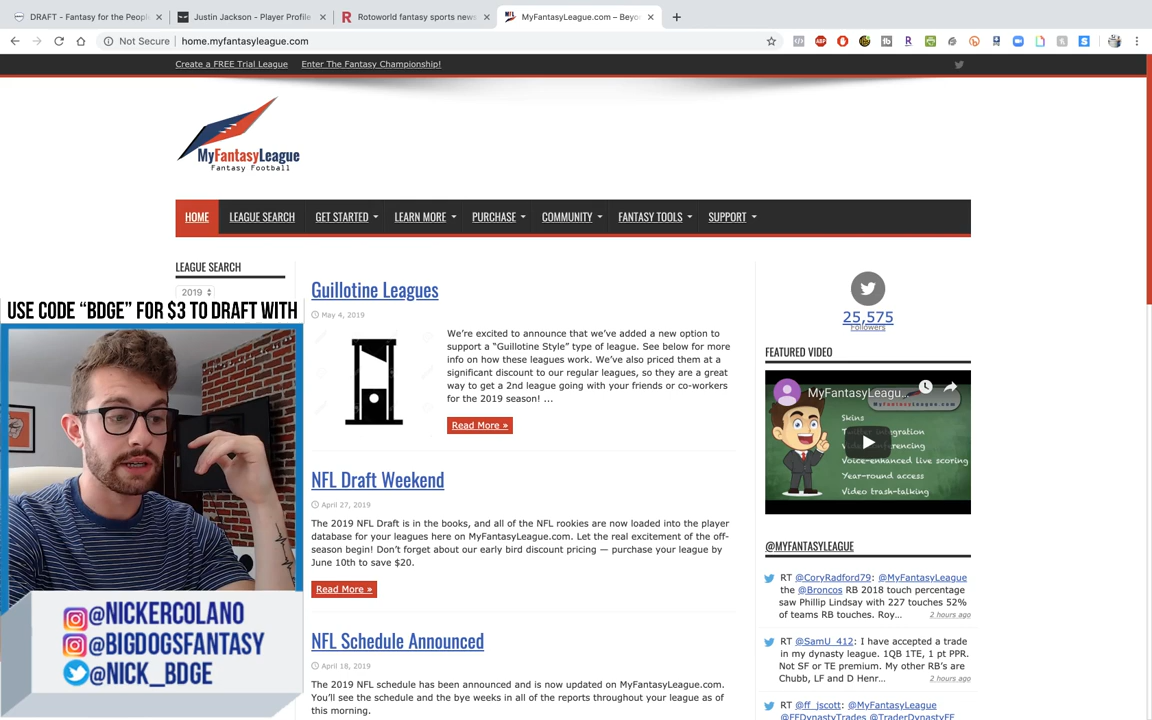 DRAFT - Fantasy for the People
Justin Jackson - Player Profile
Rotoworld fantasy sports news
MyFantasyLeague.com – Beyo
Not Secure
home.myfantasyleague.com
Create a FREE Trial League
Enter The Fantasy Championship!
MyFantasyLeague
Fantasy Football
HOME
LEAGUE SEARCH
GET STARTED
LEARN MORE
PURCHASE
COMMUNITY
FANTASY TOOLS
SUPPORT
LEAGUE SEARCH
2019
USE CODE “BDGE” FOR $3 TO DRAFT WITH
@NICKERCOLANO
@BIGDOGSFANTASY
@NICK_BDGE
Guillotine Leagues
May 4, 2019
We’re excited to announce that we’ve added a new option to
support a “Guillotine Style” type of league. See below for more
info on how these leagues work. We’ve also priced them at a
significant discount to our regular leagues, so they are a great
way to get a 2nd league going with your friends or co-workers
for the 2019 season! ...
Read More »
NFL Draft Weekend
April 27, 2019
The 2019 NFL Draft is in the books, and all of the NFL rookies are now loaded into the player
database for your leagues here on MyFantasyLeague.com. Let the real excitement of the off-
season begin! Don’t forget about our early bird discount pricing — purchase your league by
June 10th to save $20.
Read More »
NFL Schedule Announced
April 18, 2019
The 2019 NFL schedule has been announced and is now updated on MyFantasyLeague.com.
You’ll see the schedule and the bye weeks in all of the reports throughout your league as of
this morning.
25,575
Followers
FEATURED VIDEO
MyFantasyLeagu...
MyFantasyLeague.com
Skins
Twitter integration
Video conferencing
Voice-enhanced live scoring
Year-round access
Video trash-talking
@MYFANTASYLEAGUE
RT @CoryRadford79: @MyFantasyLeague
the @Broncos RB 2018 touch percentage
saw Phillip Lindsay with 227 touches 52%
of teams RB touches. Roy...
2 hours ago
RT @SamU_412: I have accepted a trade
in my dynasty league. 1QB 1TE, 1 pt PPR.
Not SF or TE premium. My other RB’s are
Chubb, LF and D Henr...
2 hours ago
RT @ff_jscott: @MyFantasyLeague
@FFDynastyTrades @TraderDynastyFF